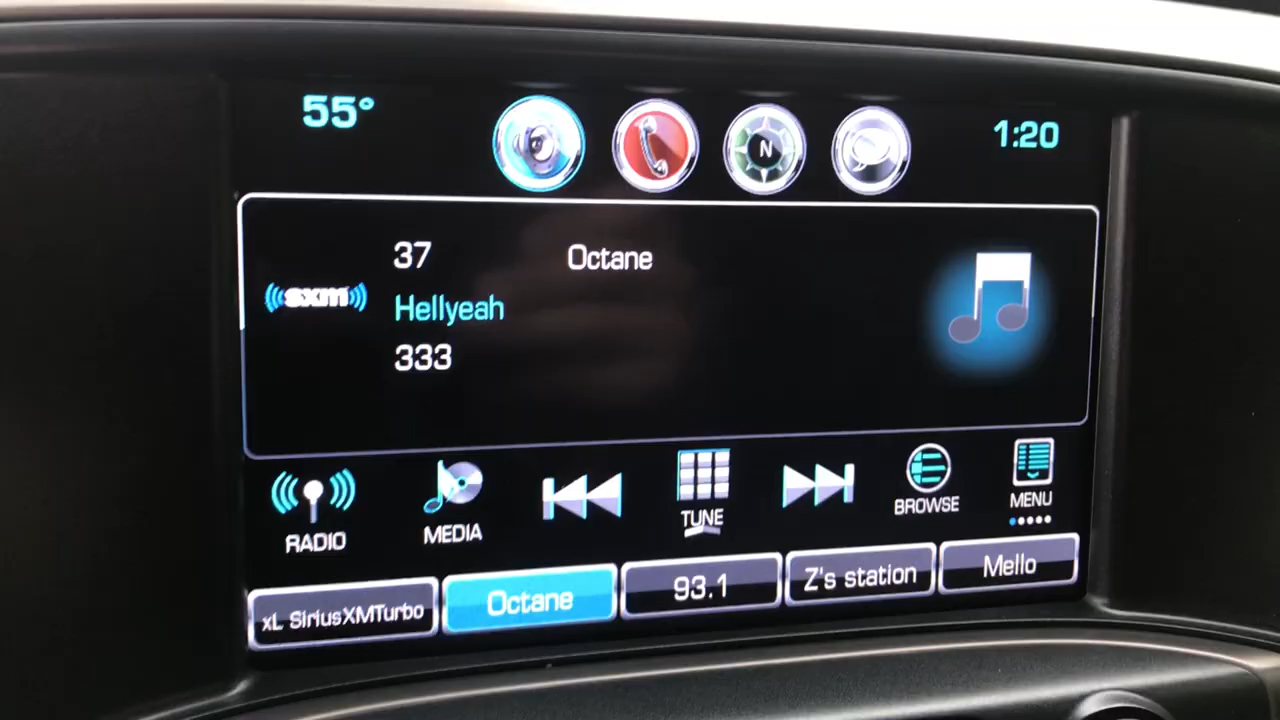 55°
N
1:20
37 Octane
((sxm))
Hellyeah
333
RADIO
MEDIA
TUNE
BROWSE
MENU
xL SiriusXMTurbo
Octane
93.1
Z's station
Mello